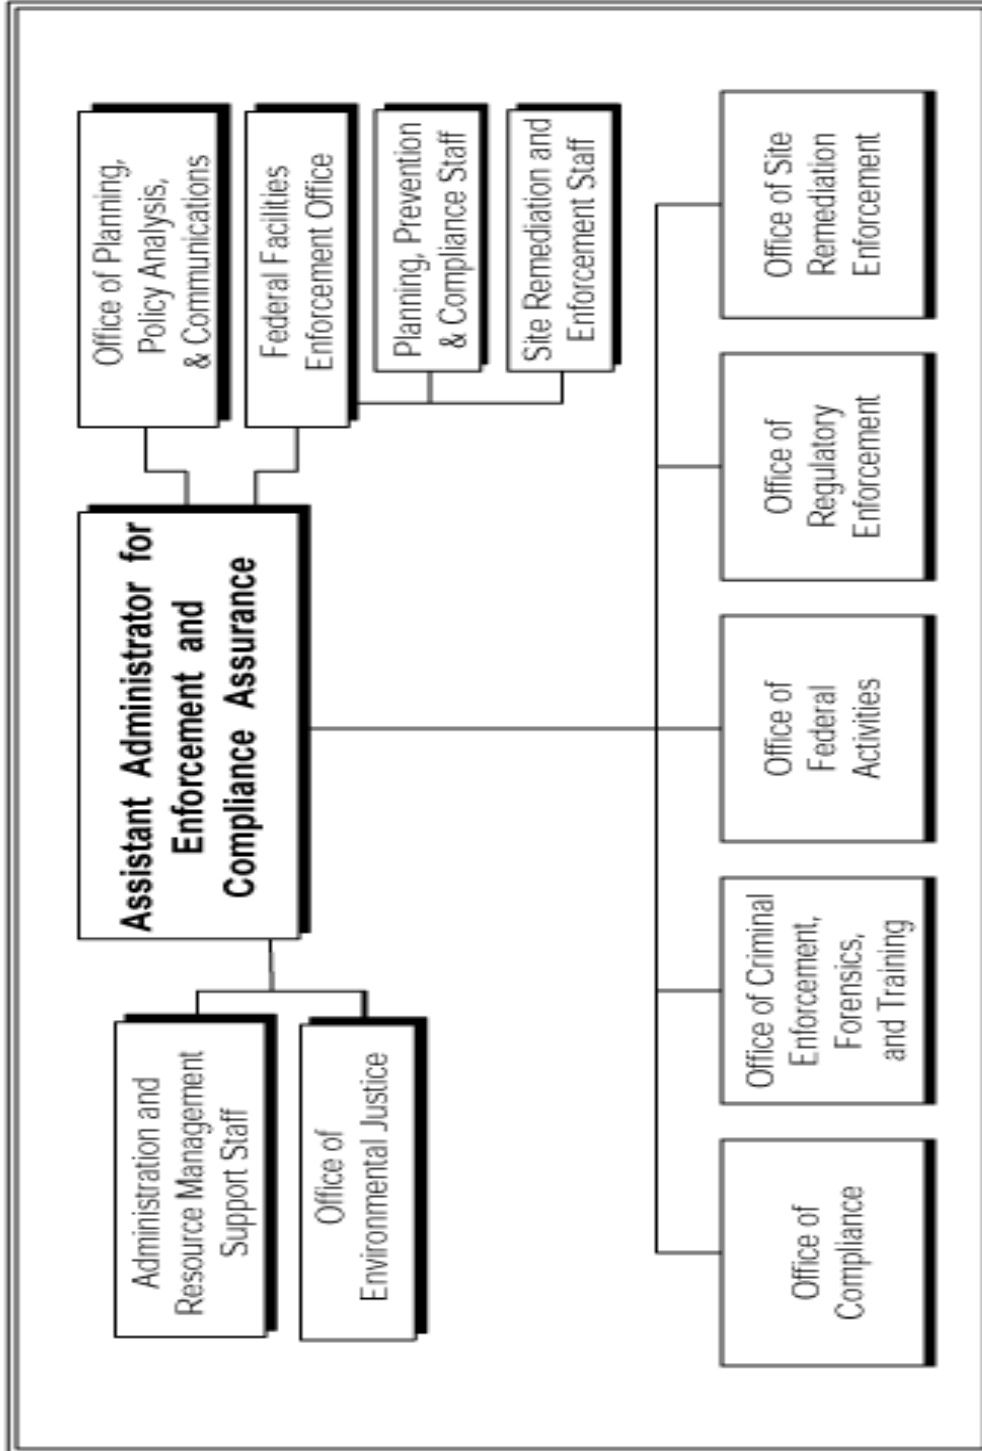 Assistant Administrator for
Enforcement and
Compliance Assurance
Administration and
Resource Management
Support Staff
Office of
Environmental Justice
Office of Planning,
Policy Analysis,
& Communications
Federal Facilities
Enforcement Office
Planning, Prevention
& Compliance Staff
Site Remediation and
Enforcement Staff
Office of
Compliance
Office of Criminal
Enforcement,
Forensics,
and Training
Office of
Federal
Activities
Office of
Regulatory
Enforcement
Office of Site
Remediation
Enforcement